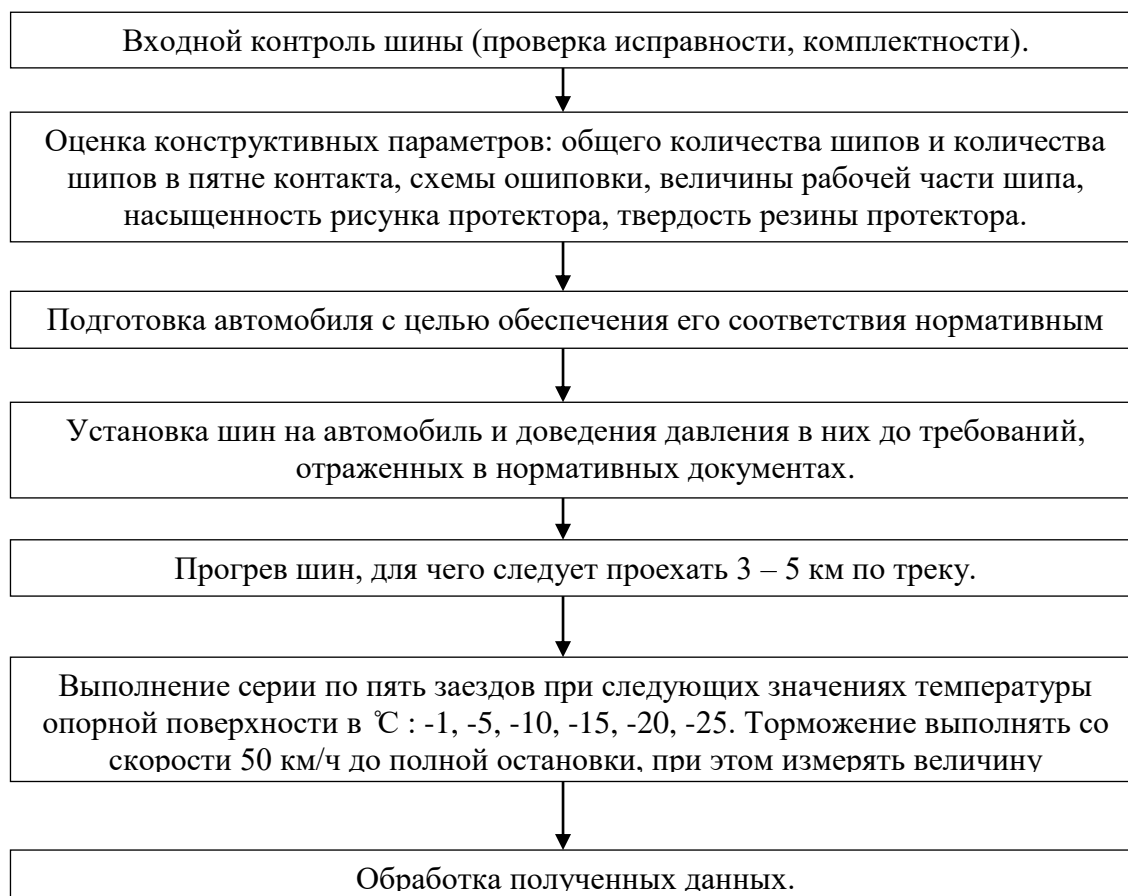 Входной контроль шины (проверка исправности, комплектности).
Оценка конструктивных параметров: общего количества шипов и количества
шипов в пятне контакта, схемы ошиповки, величины рабочей части шипа,
насыщенность рисунка протектора, твердость резины протектора.
Подготовка автомобиля с целью обеспечения его соответствия нормативным
Установка шин на автомобиль и доведения давления в них до требований,
отраженных в нормативных документах.
Прогрев шин, для чего следует проехать 3 – 5 км по треку.
Выполнение серии по пять заездов при следующих значениях температуры
опорной поверхности в ℃ : -1, -5, -10, -15, -20, -25. Торможение выполнять со
скорости 50 км/ч до полной остановки, при этом измерять величину
Обработка полученных данных.